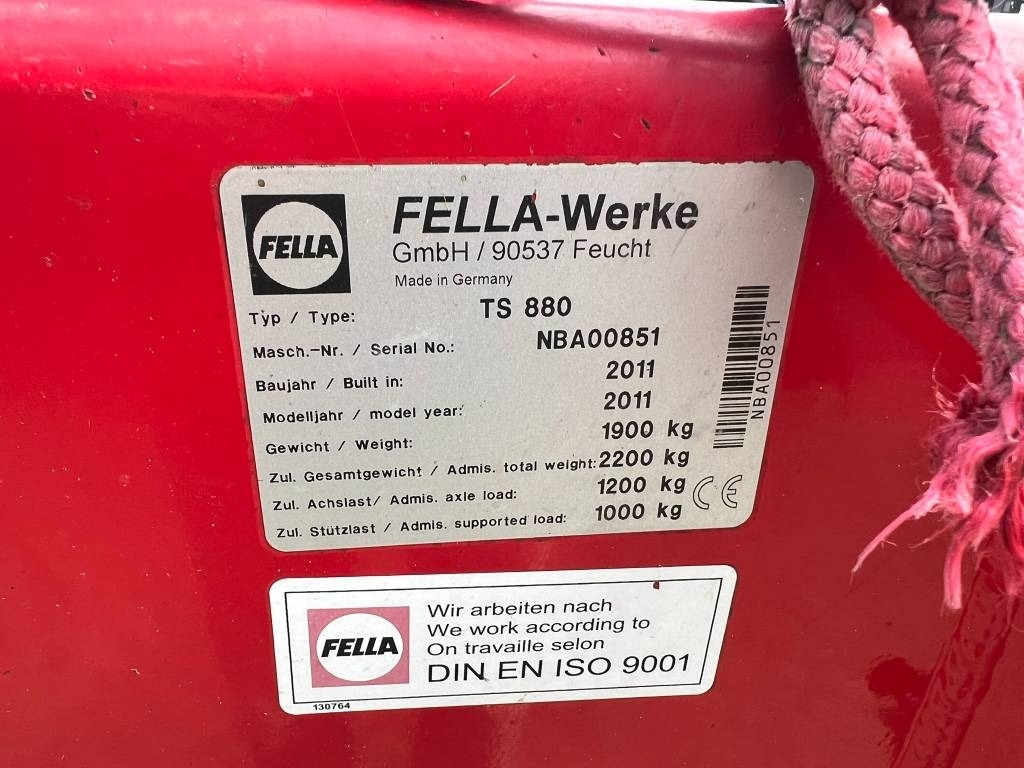 FELLA
FELLA-Werke
GmbH / 90537 Feucht
Made in Germany
Typ / Type: TS 880
Masch.-Nr. / Serial No.: NBA00851
Baujahr / Built in: 2011
Modelljahr / model year: 2011
Gewicht / Weight: 1900 kg
Zul. Gesamtgewicht / Admis. total weight: 2200 kg
Zul. Achslast/ Admis. axle load: 1200 kg
Zul. Stützlast / Admis. supported load: 1000 kg
CE
NBA00851
FELLA
Wir arbeiten nach
We work according to
On travaille selon
DIN EN ISO 9001
130764